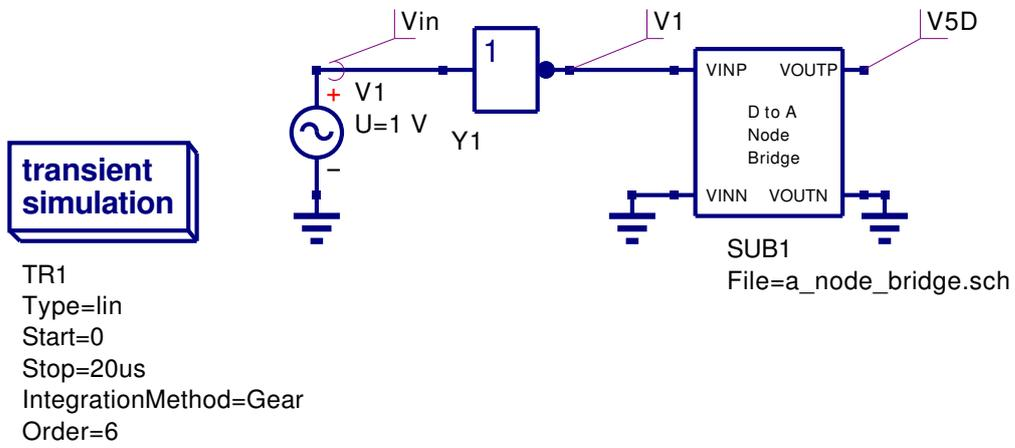 Vin
V1
V5D
1
+
V1
U=1 V
−
Y1
VINP
VOUTP
D to A
Node
Bridge
VINN
VOUTN
SUB1
File=a_node_bridge.sch
transient
simulation
TR1
Type=lin
Start=0
Stop=20us
IntegrationMethod=Gear
Order=6